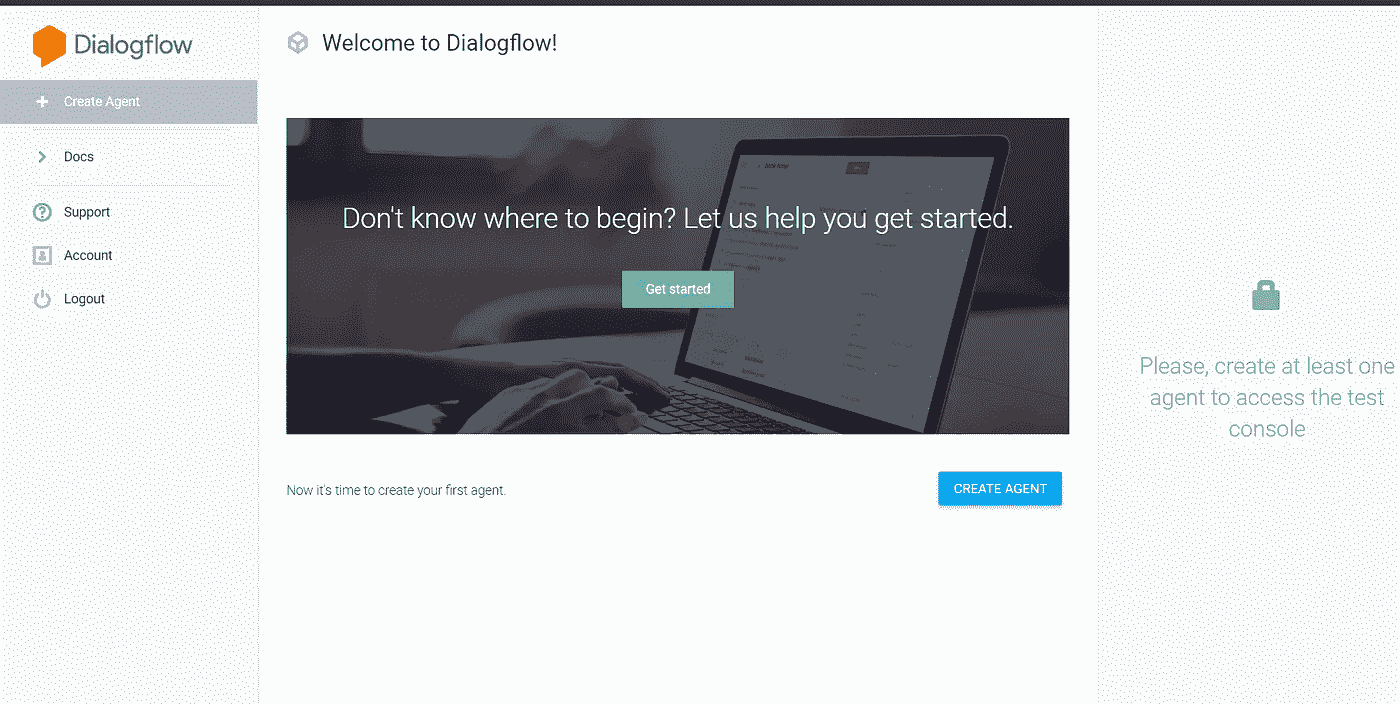 Dialogflow
Create Agent
Docs
Support
Account
Logout
Welcome to Dialogflow!
Don't know where to begin? Let us help you get started.
Get started
Now it's time to create your first agent.
CREATE AGENT
Please, create at least one
agent to access the test
console